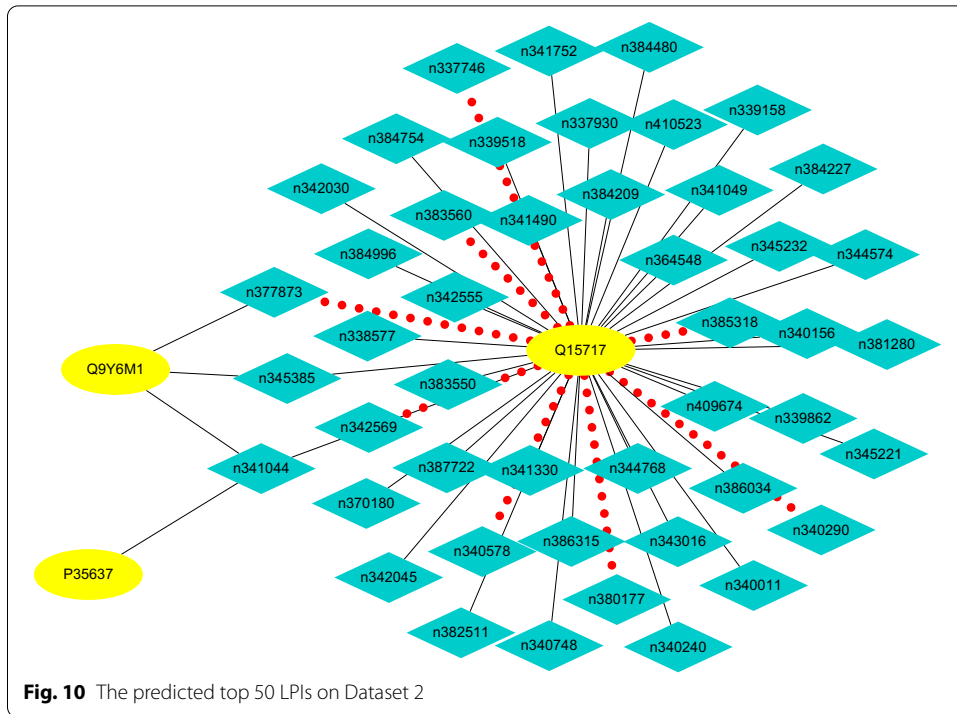 n341752
n384480
n337746
n339158
n337930
n410523
n384754
n339518
n384227
n342030
n384209
n341049
n383560
n341490
n384996
n364548
n345232
n344574
n377873
n342555
n385318
n340156
n381280
n338577
Q15717
Q9Y6M1
n345385
n383550
n409674
n339862
n342569
n345221
n341044
n387722
n341330
n344768
n386034
n370180
n340290
n340578
n386315
n343016
P35637
n342045
n380177
n340011
n382511
n340748
n340240
Fig. 10 The predicted top 50 LPIs on Dataset 2